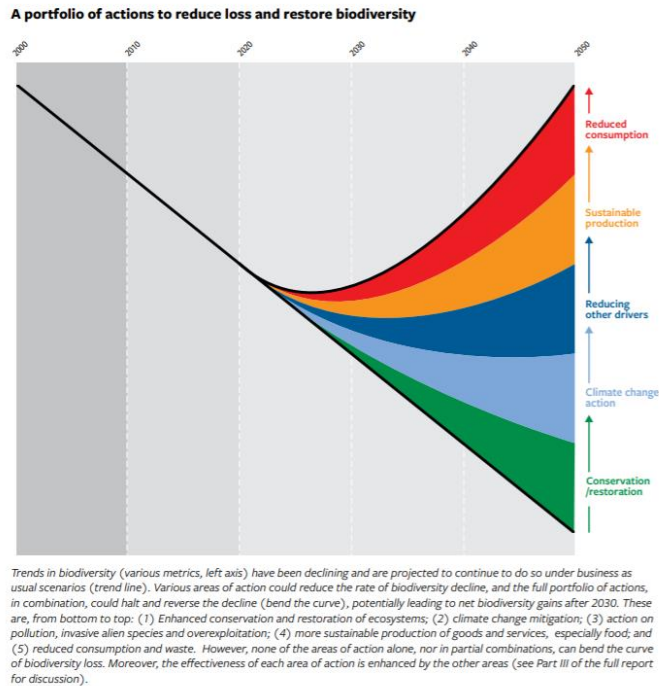 A portfolio of actions to reduce loss and restore biodiversity
2000
2010
2020
2030
2040
2050
Reduced
consumption
Sustainable
production
Reducing
other drivers
Climate change
action
Conservation
/restoration
Trends in biodiversity (various metrics, left axis) have been declining and are projected to continue to do so under business as
usual scenarios (trend line). Various areas of action could reduce the rate of biodiversity decline, and the full portfolio of actions,
in combination, could halt and reverse the decline (bend the curve), potentially leading to net biodiversity gains after 2030. These
are, from bottom to top: (1) Enhanced conservation and restoration of ecosystems; (2) climate change mitigation; (3) action on
pollution, invasive alien species and overexploitation; (4) more sustainable production of goods and services, especially food; and
(5) reduced consumption and waste. However, none of the areas of action alone, nor in partial combinations, can bend the
curve of biodiversity loss. Moreover, the effectiveness of each area of action is enhanced by the other areas (see Part III of the full report
for discussion).